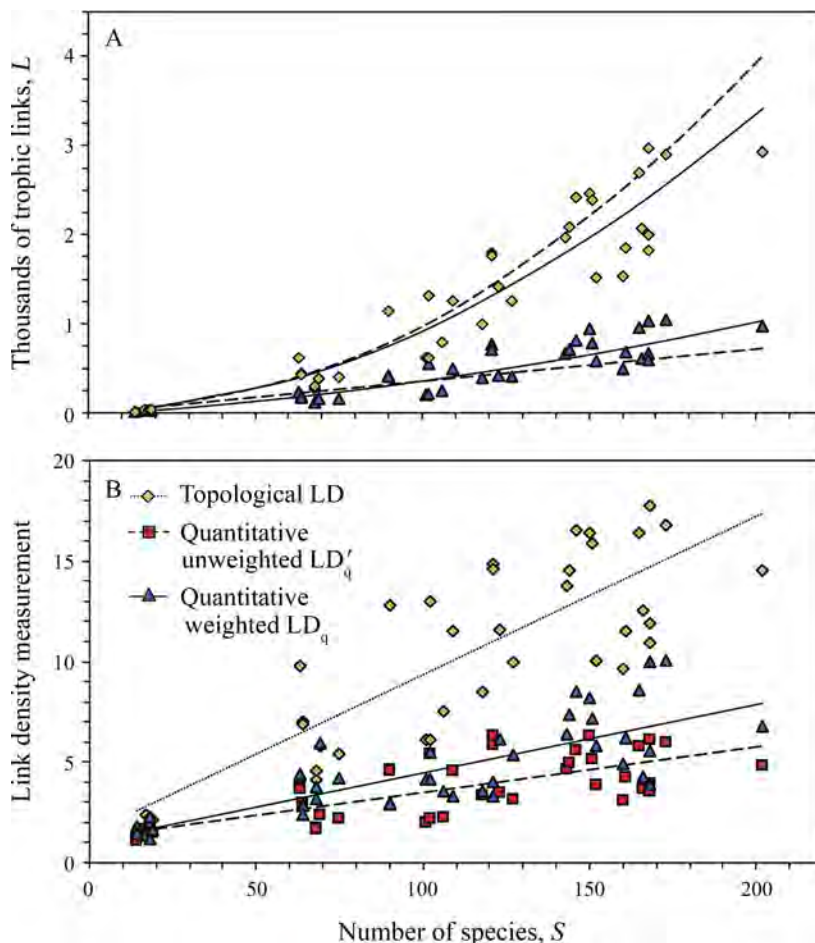 A
4
3
2
1
0
Thousands of trophic links, L
B
20
15
10
5
0
Link density measurement
Topological LD
Quantitative
unweighted LD′q
Quantitative
weighted LDq
0 50 100 150 200
Number of species, S